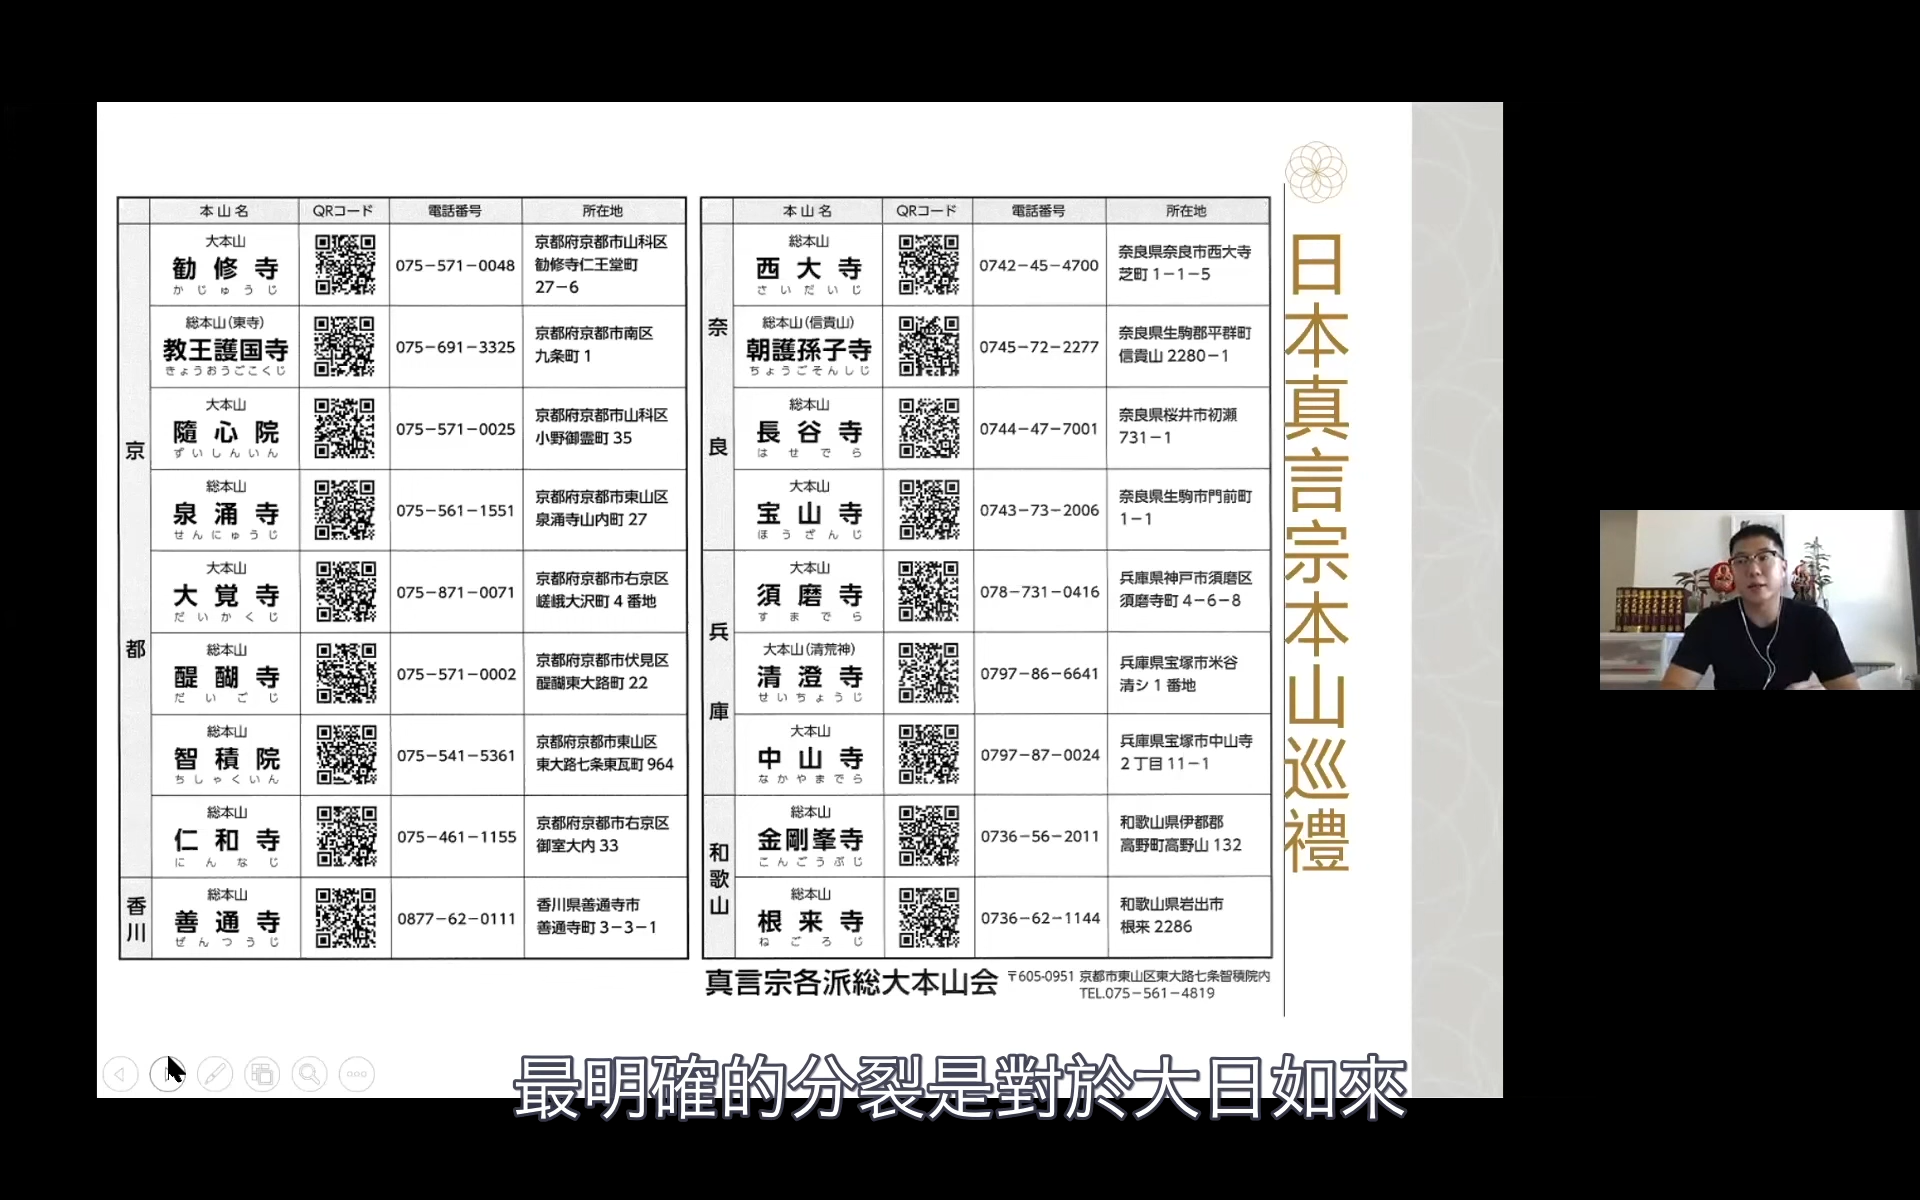 本山名 QRコード 電話番号 所在地
京都
大本山
勧修寺
かじゅうじ
075-571-0048
京都府京都市山科区
勧修寺仁王堂町
27-6
総本山(東寺)
教王護国寺
きょうおうごこくじ
075-691-3325
京都府京都市南区
九条町 1
大本山
隨心院
ずいしんいん
075-571-0025
京都府京都市山科区
小野御霊町 35
総本山
泉涌寺
せんにゅうじ
075-561-1551
京都府京都市東山区
泉涌寺山内町 27
大本山
大覚寺
だいかくじ
075-871-0071
京都府京都市右京区
嵯峨大沢町 4 番地
総本山
醍醐寺
だいごじ
075-571-0002
京都府京都市伏見区
醍醐東大路町 22
総本山
智積院
ちしゃくいん
075-541-5361
京都府京都市東山区
東大路七条東瓦町 964
総本山
仁和寺
にんなじ
075-461-1155
京都府京都市右京区
御室大内 33
香川
総本山
善通寺
ぜんつうじ
0877-62-0111
香川県善通寺市
善通寺町 3-3-1
本山名 QRコード 電話番号 所在地
奈良
総本山
西大寺
さいだいじ
0742-45-4700
奈良県奈良市西大寺
芝町 1-1-5
総本山(信貴山)
朝護孫子寺
ちょうごそんしじ
0745-72-2277
奈良県生駒郡平群町
信貴山 2280-1
総本山
長谷寺
はせでら
0744-47-7001
奈良県桜井市初瀬
731-1
大本山
宝山寺
ほうざんじ
0743-73-2006
奈良県生駒市門前町
1-1
兵庫
大本山
須磨寺
すまでら
078-731-0416
兵庫県神戸市須磨区
須磨寺町 4-6-8
大本山(清荒神)
清澄寺
せいちょうじ
0797-86-6641
兵庫県宝塚市米谷
清シ 1 番地
大本山
中山寺
なかやまでら
0797-87-0024
兵庫県宝塚市中山寺
2 丁目 11-1
和歌山
総本山
金剛峯寺
こんごうぶじ
0736-56-2011
和歌山県伊都郡
高野町高野山 132
総本山
根来寺
ねごろじ
0736-62-1144
和歌山県岩出市
根来 2286
真言宗各派総大本山会
〒605-0951 京都市東山区東大路七条智積院内
TEL.075-561-4819
日本真言宗本山巡禮
最明確的分裂是對於大日如來